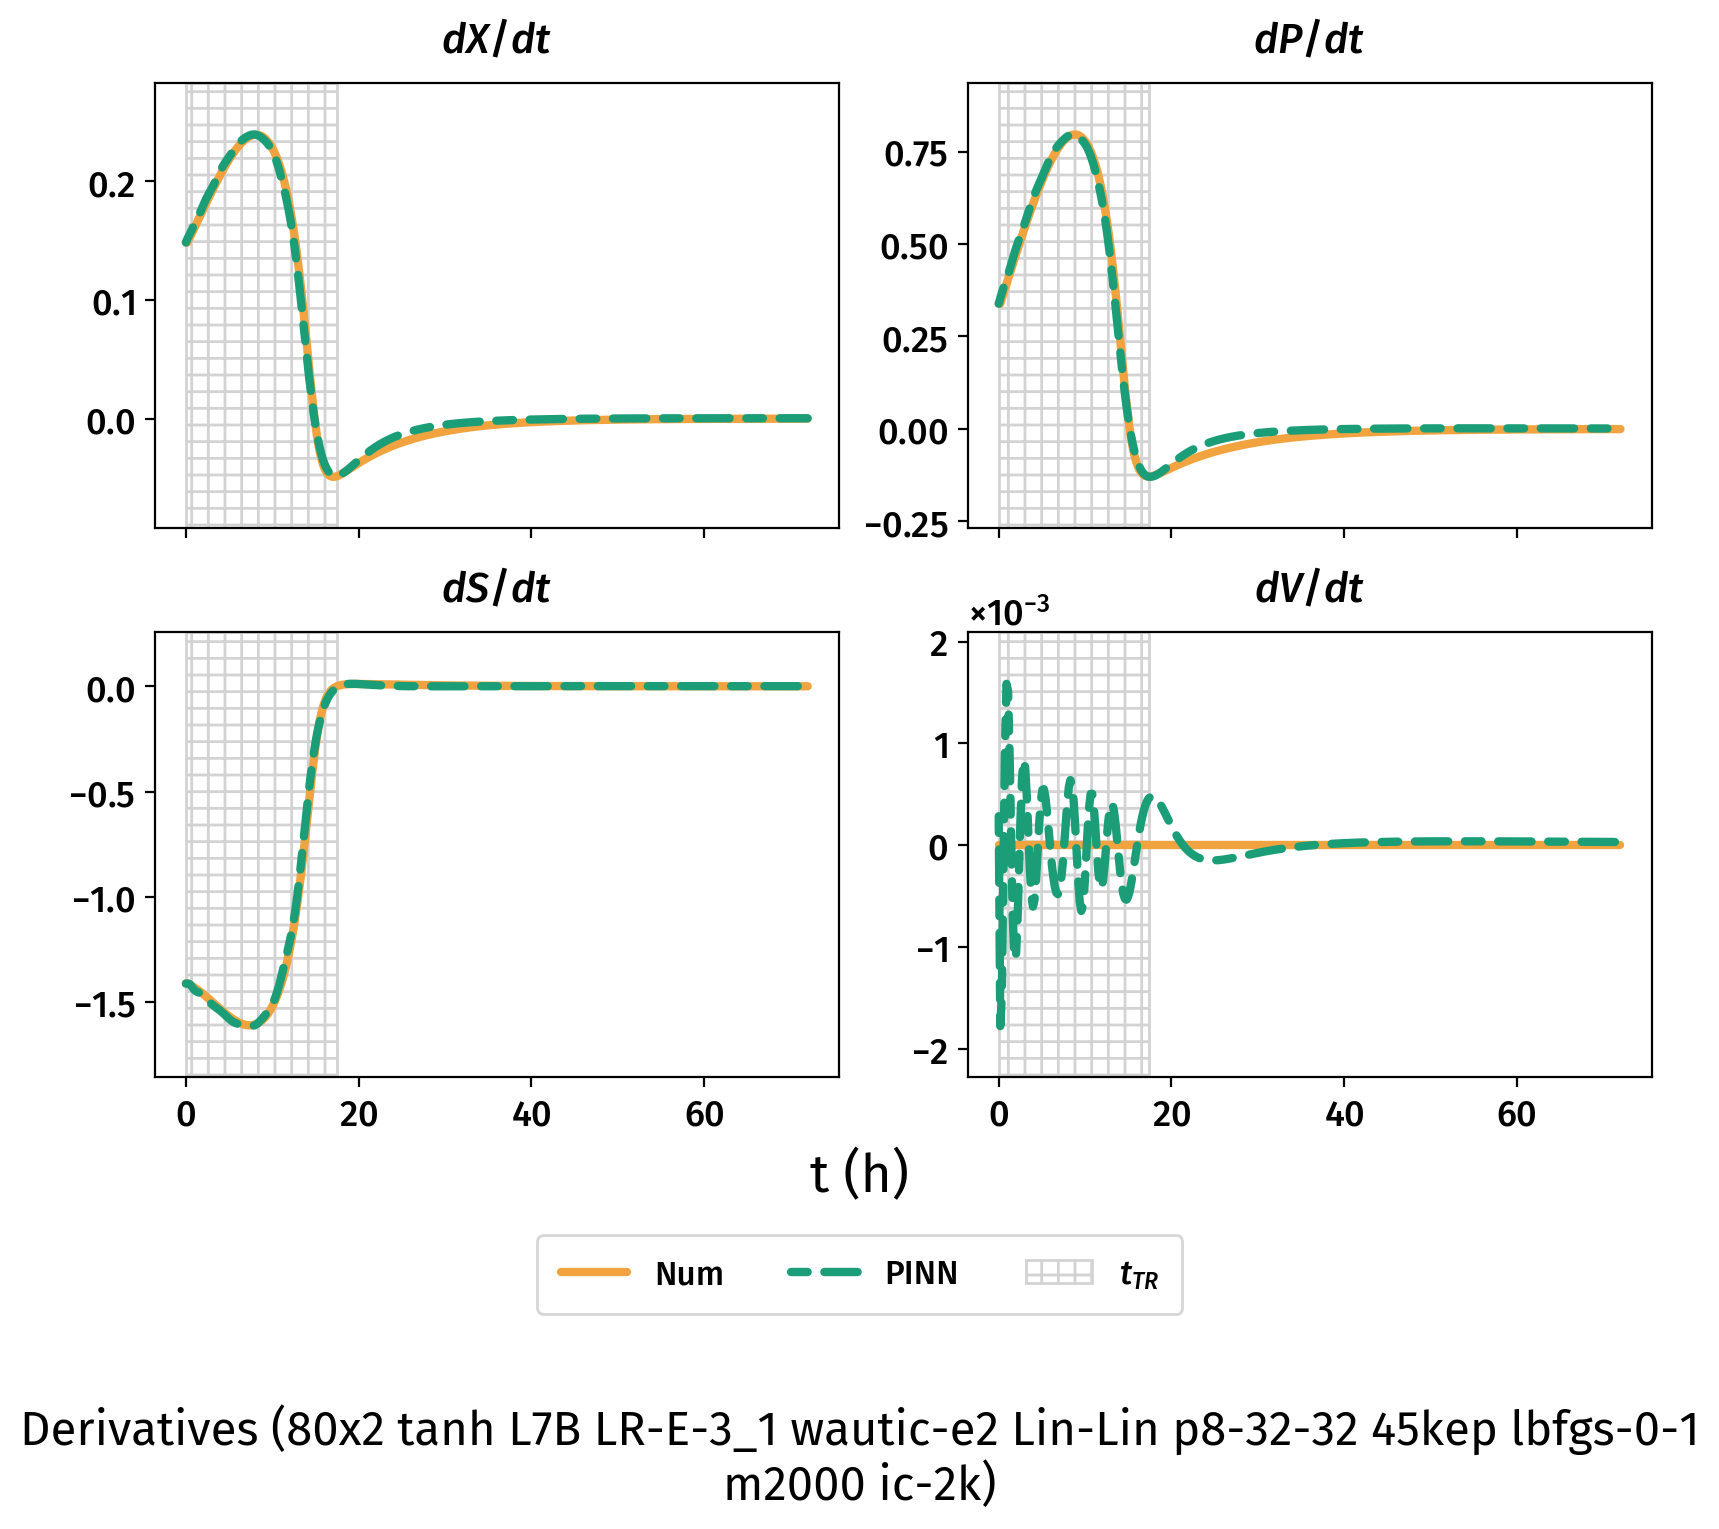 dX/dt
dP/dt
0.2
0.1
0.0
0.75
0.50
0.25
0.00
−0.25
dS/dt
dV/dt
×10⁻³
0.0
−0.5
−1.0
−1.5
2
1
0
−1
−2
0 20 40 60
0 20 40 60
t (h)
Num PINN t_TR
Derivatives (80x2 tanh L7B LR-E-3_1 wautic-e2 Lin-Lin p8-32-32 45kep lbfgs-0-1
m2000 ic-2k)